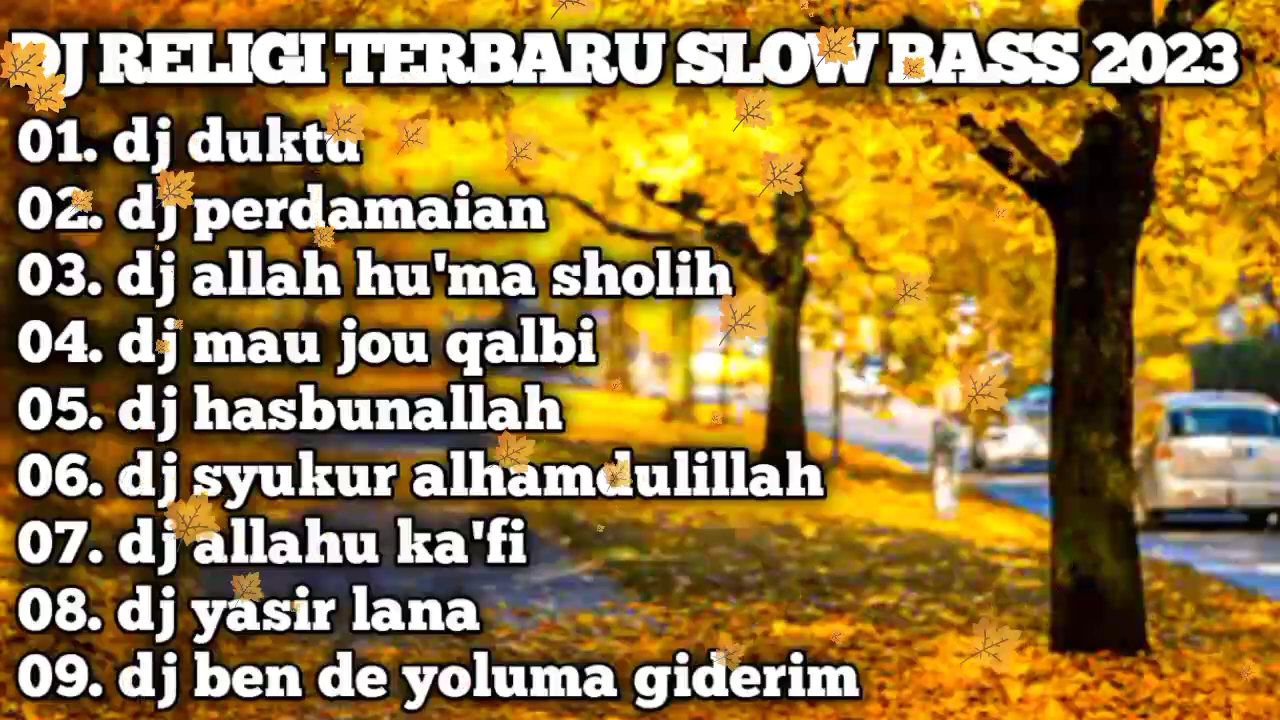 DJ RELIGI TERBARU SLOW BASS 2023
01. dj duktu
02. dj perdamaian
03. dj allah hu'ma sholih
04. dj mau jou qalbi
05. dj hasbunallah
06. dj syukur alhamdulillah
07. dj allahu ka'fi
08. dj yasir lana
09. dj ben de yoluma giderim